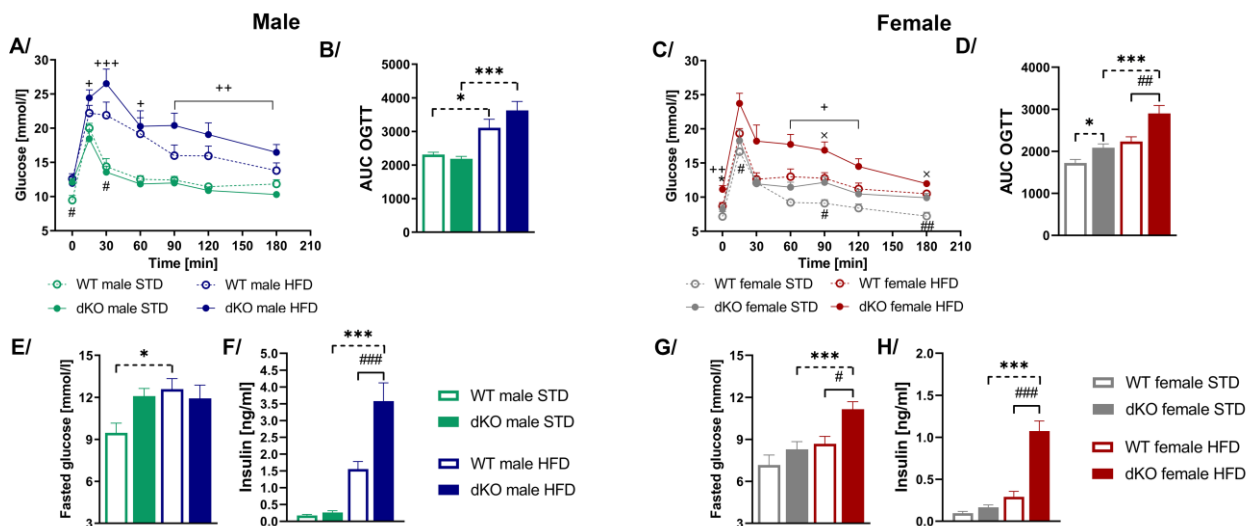 Male
Female
A/
B/
C/
D/
Glucose [mmol/l]
30
25
20
15
10
5
0 30 60 90 120 150 180 210
Time [min]
+
+++
+
++
#
#
WT male STD
WT male HFD
dKO male STD
dKO male HFD
AUC OGTT
5000
4000
3000
2000
1000
0
*
***
Glucose [mmol/l]
30
25
20
15
10
5
0 30 60 90 120 150 180 210
Time [min]
++
*
#
+
×
#
×
##
WT female STD
WT female HFD
dKO female STD
dKO female HFD
AUC OGTT
4000
3000
2000
1000
0
*
***
##
E/
F/
G/
H/
Fasted glucose [mmol/l]
15
12
9
6
3
*
Insulin [ng/ml]
5.0
4.5
4.0
3.5
3.0
2.5
2.0
1.5
1.0
0.5
0.0
***
###
WT male STD
dKO male STD
WT male HFD
dKO male HFD
Fasted glucose [mmol/l]
15
12
9
6
3
***
#
Insulin [ng/ml]
2.0
1.5
1.0
0.5
0.0
***
###
WT female STD
dKO female STD
WT female HFD
dKO female HFD